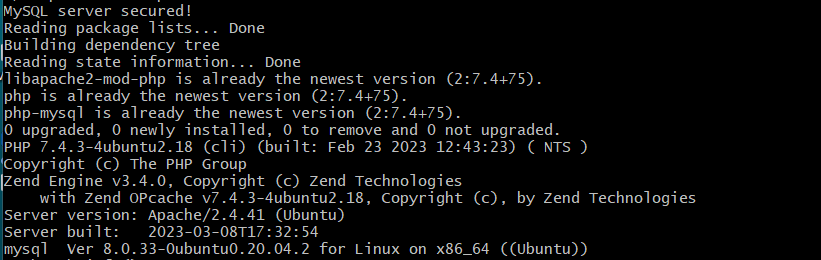 MySQL server secured!
Reading package lists... Done
Building dependency tree
Reading state information... Done
libapache2-mod-php is already the newest version (2:7.4+75).
php is already the newest version (2:7.4+75).
php-mysql is already the newest version (2:7.4+75).
0 upgraded, 0 newly installed, 0 to remove and 0 not upgraded.
PHP 7.4.3-4ubuntu2.18 (cli) (built: Feb 23 2023 12:43:23) ( NTS )
Copyright (c) The PHP Group
Zend Engine v3.4.0, Copyright (c) Zend Technologies
    with Zend OPcache v7.4.3-4ubuntu2.18, Copyright (c), by Zend Technologies
Server version: Apache/2.4.41 (Ubuntu)
Server built:   2023-03-08T17:32:54
mysql  Ver 8.0.33-0ubuntu0.20.04.2 for Linux on x86_64 ((Ubuntu))